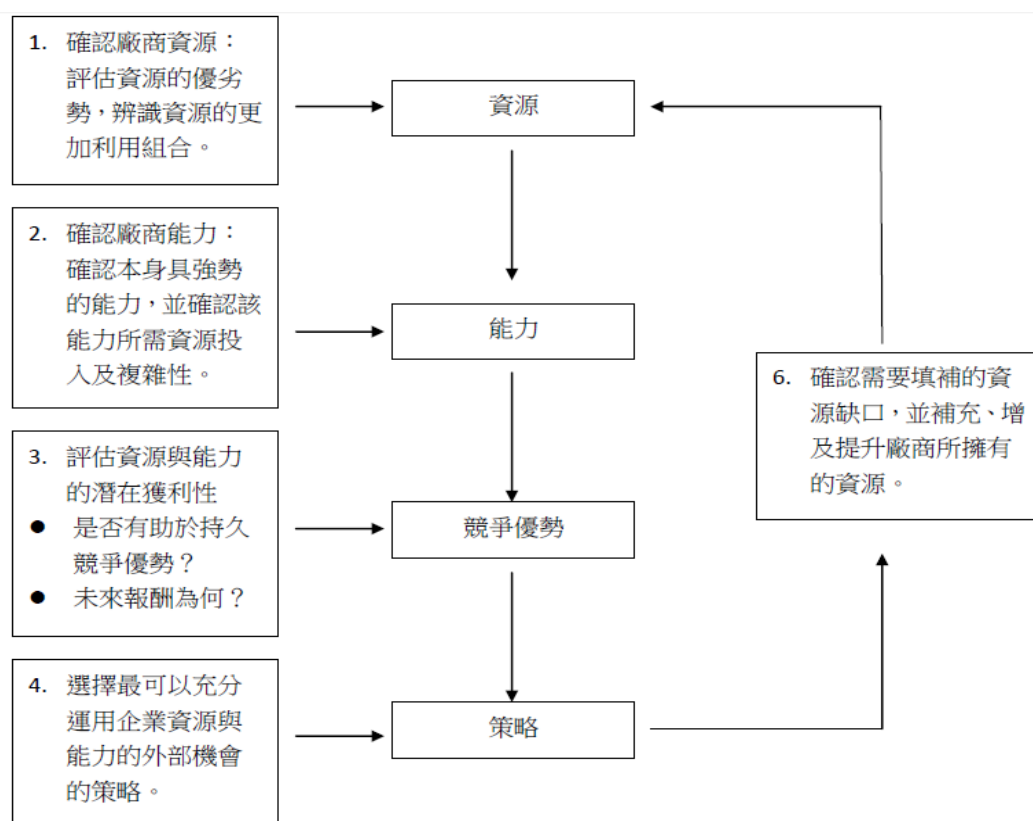 1. 確認廠商資源：
評估資源的優劣
勢，辨識資源的更
加利用組合。
資源
2. 確認廠商能力：
確認本身具強勢
的能力，並確認該
能力所需資源投
入及複雜性。
能力
3. 評估資源與能力
的潛在獲利性
● 是否有助於持久
競爭優勢？
● 未來報酬為何？
競爭優勢
4. 選擇最可以充分
運用企業資源與
能力的外部機會
的策略。
策略
6. 確認需要填補的資
源缺口，並補充、增
及提升廠商所擁有
的資源。